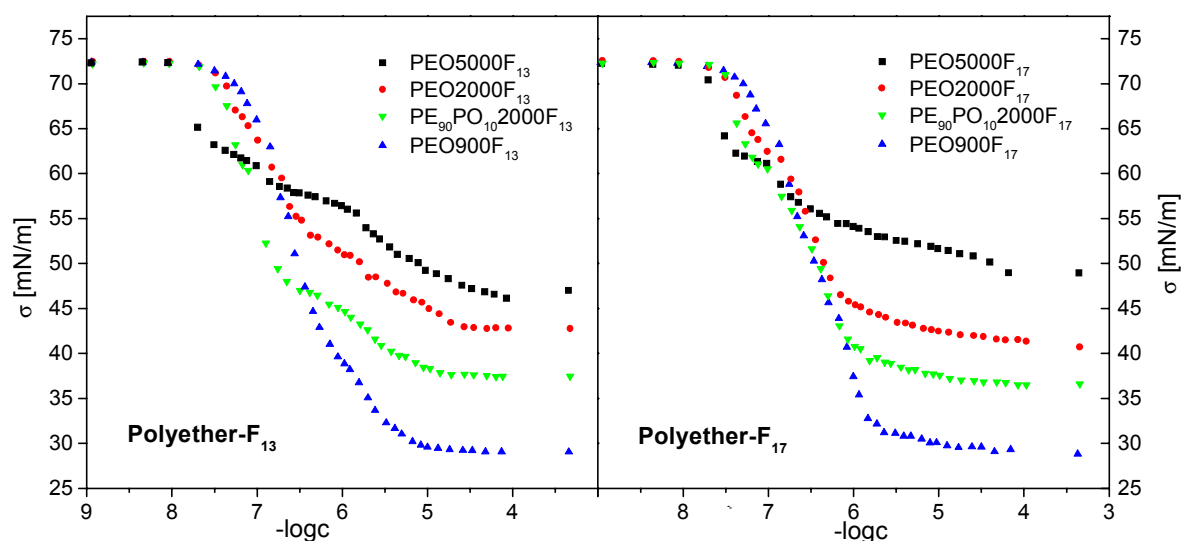 75
70
65
60
55
50
45
40
35
30
25
σ [mN/m]
9 8 7 6 5 4
-logc
PEO5000F₁₃
PEO2000F₁₃
PE₉₀PO₁₀2000F₁₃
PEO900F₁₃
Polyether-F₁₃
PEO5000F₁₇
PEO2000F₁₇
PE₉₀PO₁₀2000F₁₇
PEO900F₁₇
Polyether-F₁₇
8 7 6 5 4 3
-logc
75
70
65
60
55
50
45
40
35
30
25
σ [mN/m]